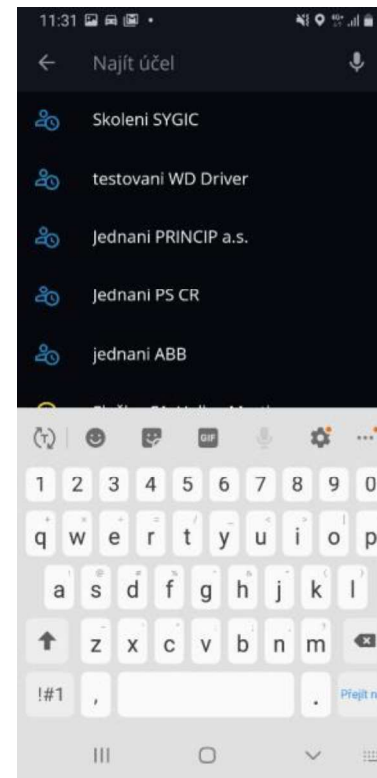 11:31
Najít účel
Skoleni SYGIC
testovani WD Driver
Jednani PRINCIP a.s.
Jednani PS CR
jednani ABB
GIF
1 2 3 4 5 6 7 8 9 0
q w e r t y u i o p
a s d f g h j k l
z x c v b n m
!#1 , . Přejít n